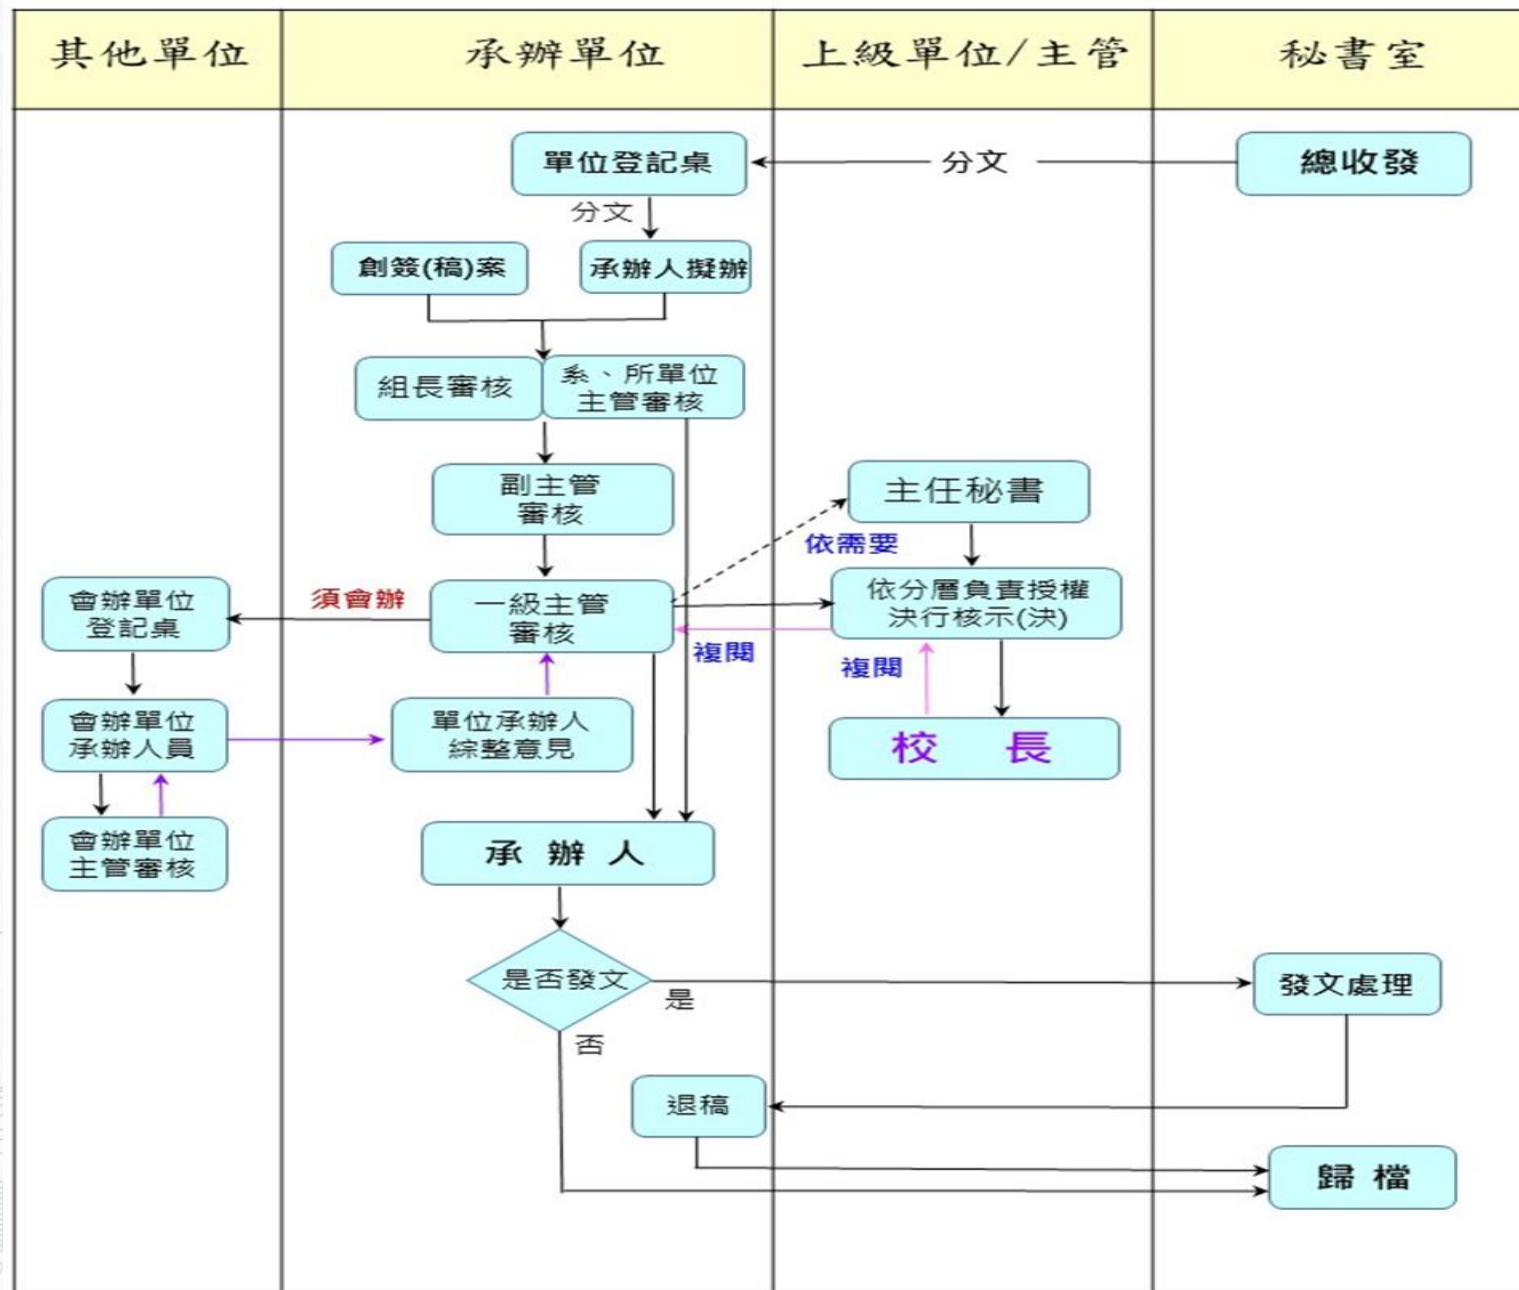 其他單位
承辦單位
上級單位/主管
秘書室
單位登記桌
分文
總收發
分文
創簽(稿)案
承辦人擬辦
組長審核
系、所單位
主管審核
副主管
審核
主任秘書
依需要
會辦單位
登記桌
須會辦
一級主管
審核
依分層負責授權
決行核示(決)
複閱
複閱
會辦單位
承辦人員
單位承辦人
綜整意見
校 長
會辦單位
主管審核
承 辦 人
是否發文
是
發文處理
否
退稿
歸 檔